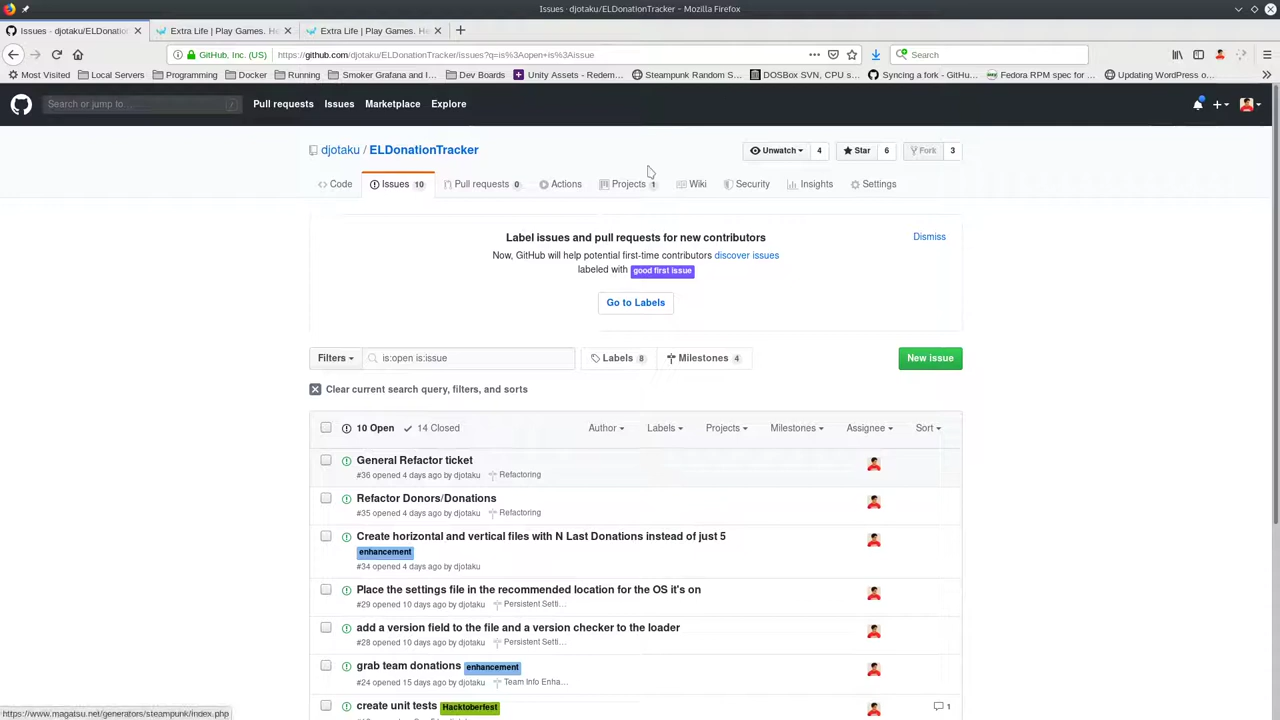 Issues · djotaku/ELDonationTracker - Mozilla Firefox
Issues - djotaku/ELDonation
Extra Life | Play Games. He
Extra Life | Play Games. He
GitHub, Inc. (US)
https://github.com/djotaku/ELDonationTracker/issues?q=is%3Aopen+is%3Aissue
Search
Most Visited
Local Servers
Programming
Docker
Running
Smoker Grafana and I…
Dev Boards
Unity Assets - Redem…
Steampunk Random S…
DOSBox SVN, CPU s…
Syncing a fork - GitHu…
Fedora RPM spec for …
Updating WordPress o…
Search or jump to...
/
Pull requests
Issues
Marketplace
Explore
djotaku / ELDonationTracker
Unwatch 4
Star 6
Fork 3
Code
Issues 10
Pull requests 0
Actions
Projects 1
Wiki
Security
Insights
Settings
Label issues and pull requests for new contributors
Dismiss
Now, GitHub will help potential first-time contributors discover issues
labeled with good first issue
Go to Labels
Filters
is:open is:issue
Labels 8
Milestones 4
New issue
Clear current search query, filters, and sorts
10 Open
14 Closed
Author
Labels
Projects
Milestones
Assignee
Sort
General Refactor ticket
#36 opened 4 days ago by djotaku Refactoring
Refactor Donors/Donations
#35 opened 4 days ago by djotaku Refactoring
Create horizontal and vertical files with N Last Donations instead of just 5
enhancement
#34 opened 4 days ago by djotaku
Place the settings file in the recommended location for the OS it's on
#29 opened 10 days ago by djotaku Persistent Setti…
add a version field to the file and a version checker to the loader
#28 opened 10 days ago by djotaku Persistent Setti…
grab team donations enhancement
#24 opened 15 days ago by djotaku Team Info Enha…
create unit tests Hacktoberfest
1
https://www.magatsu.net/generators/steampunk/index.php